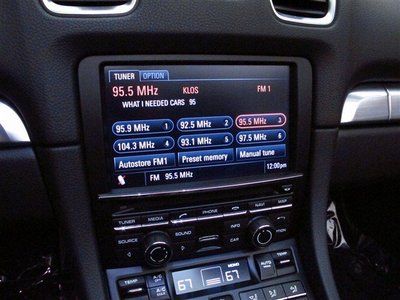 TUNER OPTION
95.5 MHz KLOS FM 1
WHAT I NEEDED CARS 95
95.9 MHz 1 92.5 MHz 2 95.5 MHz 3
104.3 MHz 4 93.1 MHz 5 97.5 MHz 6
Autostore FM1 Preset memory Manual tune
12:00pm
FM 95.5 MHz
TUNER MEDIA PHONE NAVI MAP
SOURCE SOUND CAR INFO
TEMP A/C MONO TEMP
AUTO
67 67